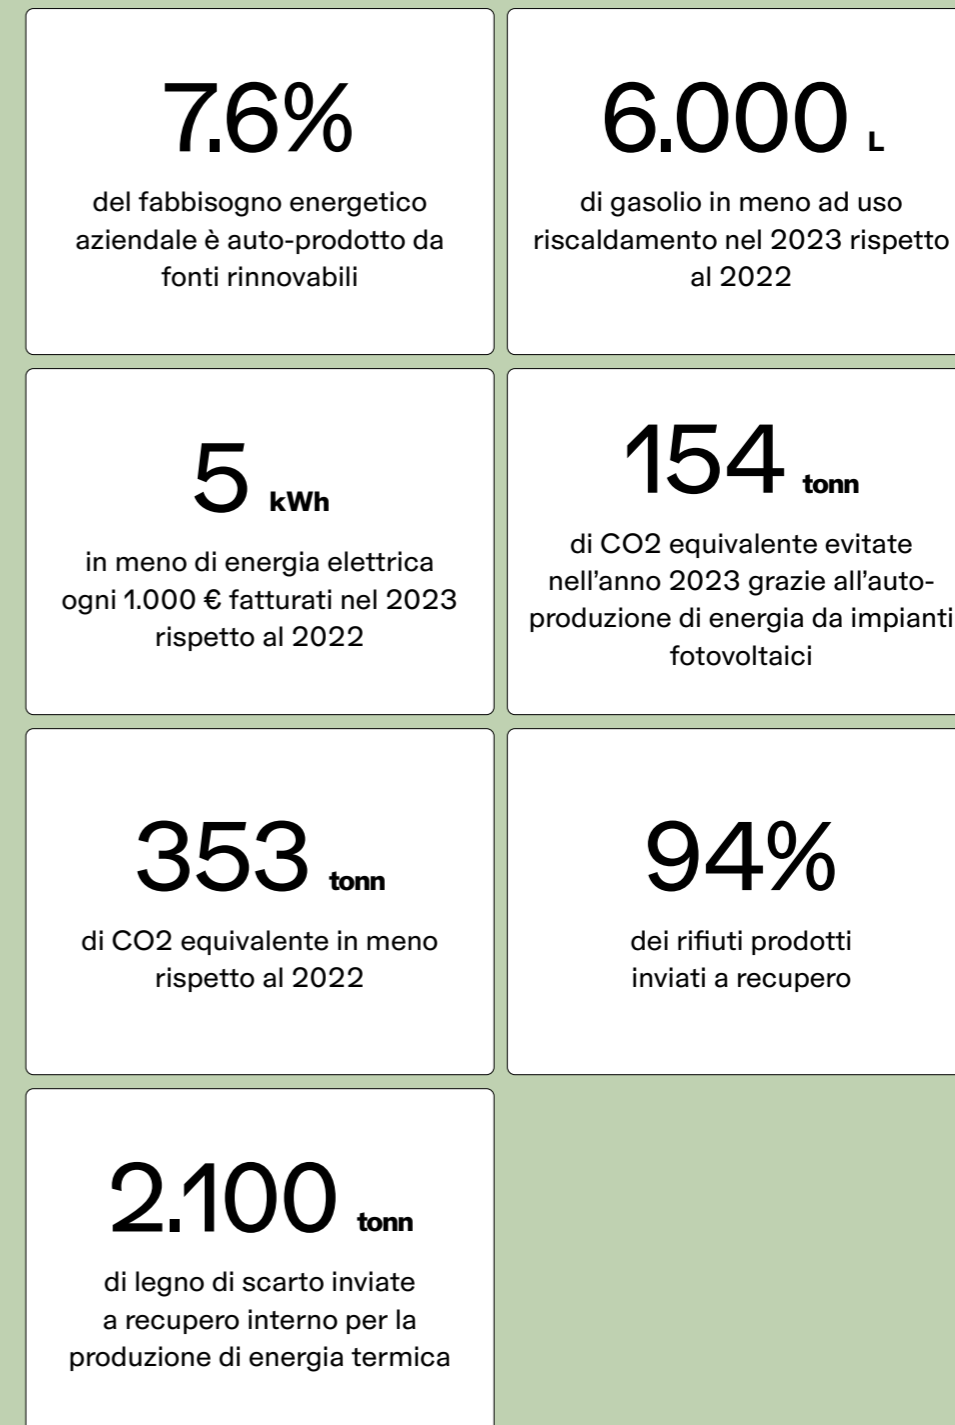 7.6%
del fabbisogno energetico
aziendale è auto-prodotto da
fonti rinnovabili
6.000 L
di gasolio in meno ad uso
riscaldamento nel 2023 rispetto
al 2022
5 kWh
in meno di energia elettrica
ogni 1.000 € fatturati nel 2023
rispetto al 2022
154 tonn
di CO2 equivalente evitate
nell’anno 2023 grazie all’auto-
produzione di energia da impianti
fotovoltaici
353 tonn
di CO2 equivalente in meno
rispetto al 2022
94%
dei rifiuti prodotti
inviati a recupero
2.100 tonn
di legno di scarto inviate
a recupero interno per la
produzione di energia termica